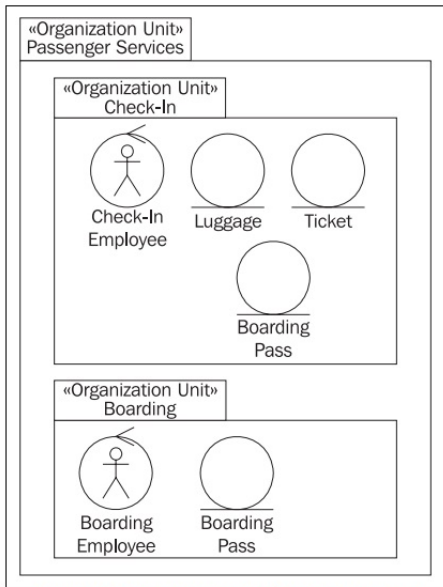 «Organization Unit»
Passenger Services
«Organization Unit»
Check-In
Check-In
Employee
Luggage
Ticket
Boarding
Pass
«Organization Unit»
Boarding
Boarding
Employee
Boarding
Pass